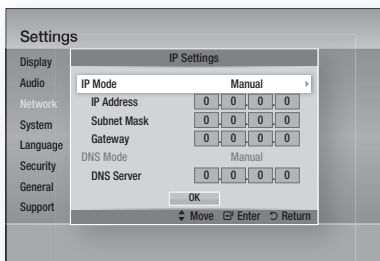 Settings
Display
Audio
Network
System
Language
Security
General
Support
IP Settings
IP Mode Manual
IP Address 0 . 0 . 0 . 0
Subnet Mask 0 . 0 . 0 . 0
Gateway 0 . 0 . 0 . 0
DNS Mode Manual
DNS Server 0 . 0 . 0 . 0
OK
Move Enter Return